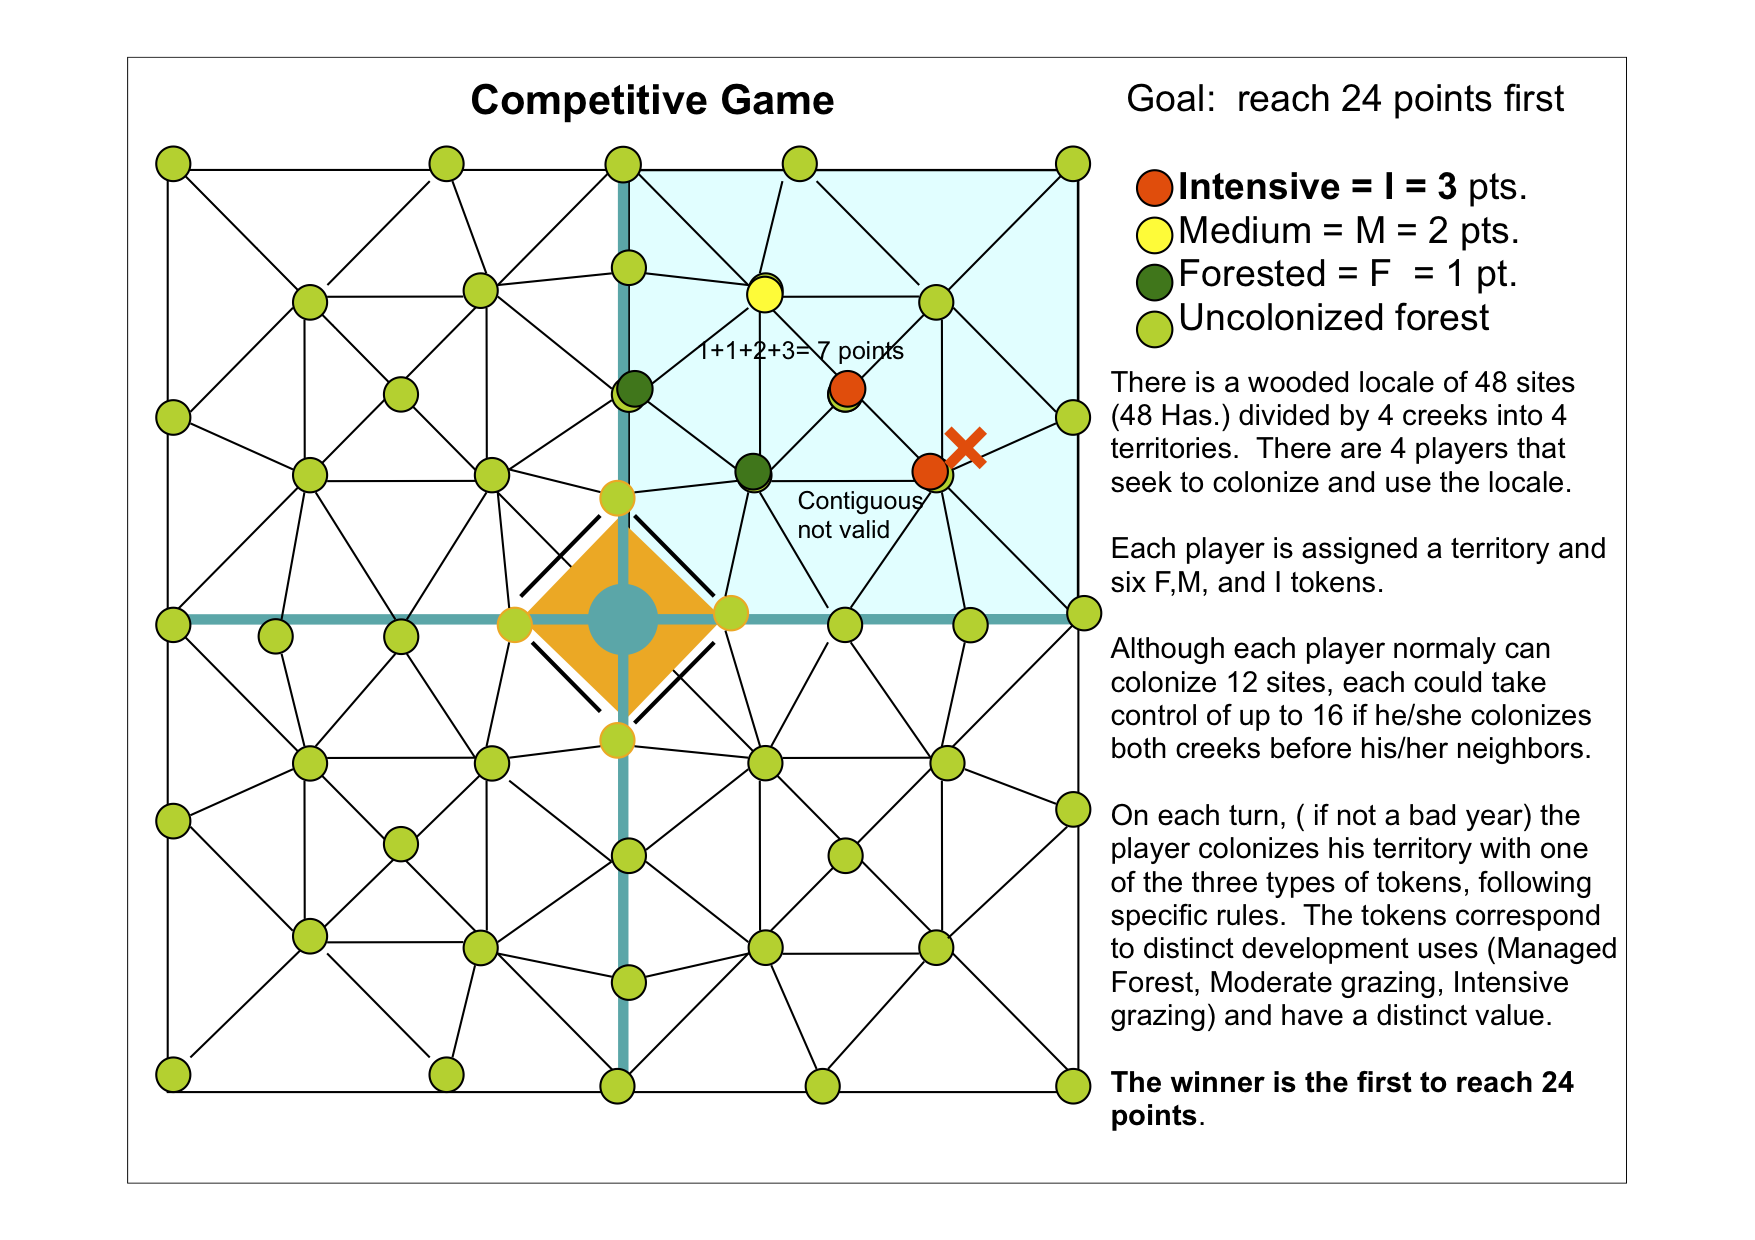 Competitive Game
Goal:  reach 24 points first
Intensive = I = 3 pts.
Medium = M = 2 pts.
Forested = F  = 1 pt.
Uncolonized forest
1+1+2+3= 7 points
Contiguous
not valid
There is a wooded locale of 48 sites
(48 Has.) divided by 4 creeks into 4
territories.  There are 4 players that
seek to colonize and use the locale.
Each player is assigned a territory and
six F,M, and I tokens.
Although each player normaly can
colonize 12 sites, each could take
control of up to 16 if he/she colonizes
both creeks before his/her neighbors.
On each turn, ( if not a bad year) the
player colonizes his territory with one
of the three types of tokens, following
specific rules.  The tokens correspond
to distinct development uses (Managed
Forest, Moderate grazing, Intensive
grazing) and have a distinct value.
The winner is the first to reach 24
points.